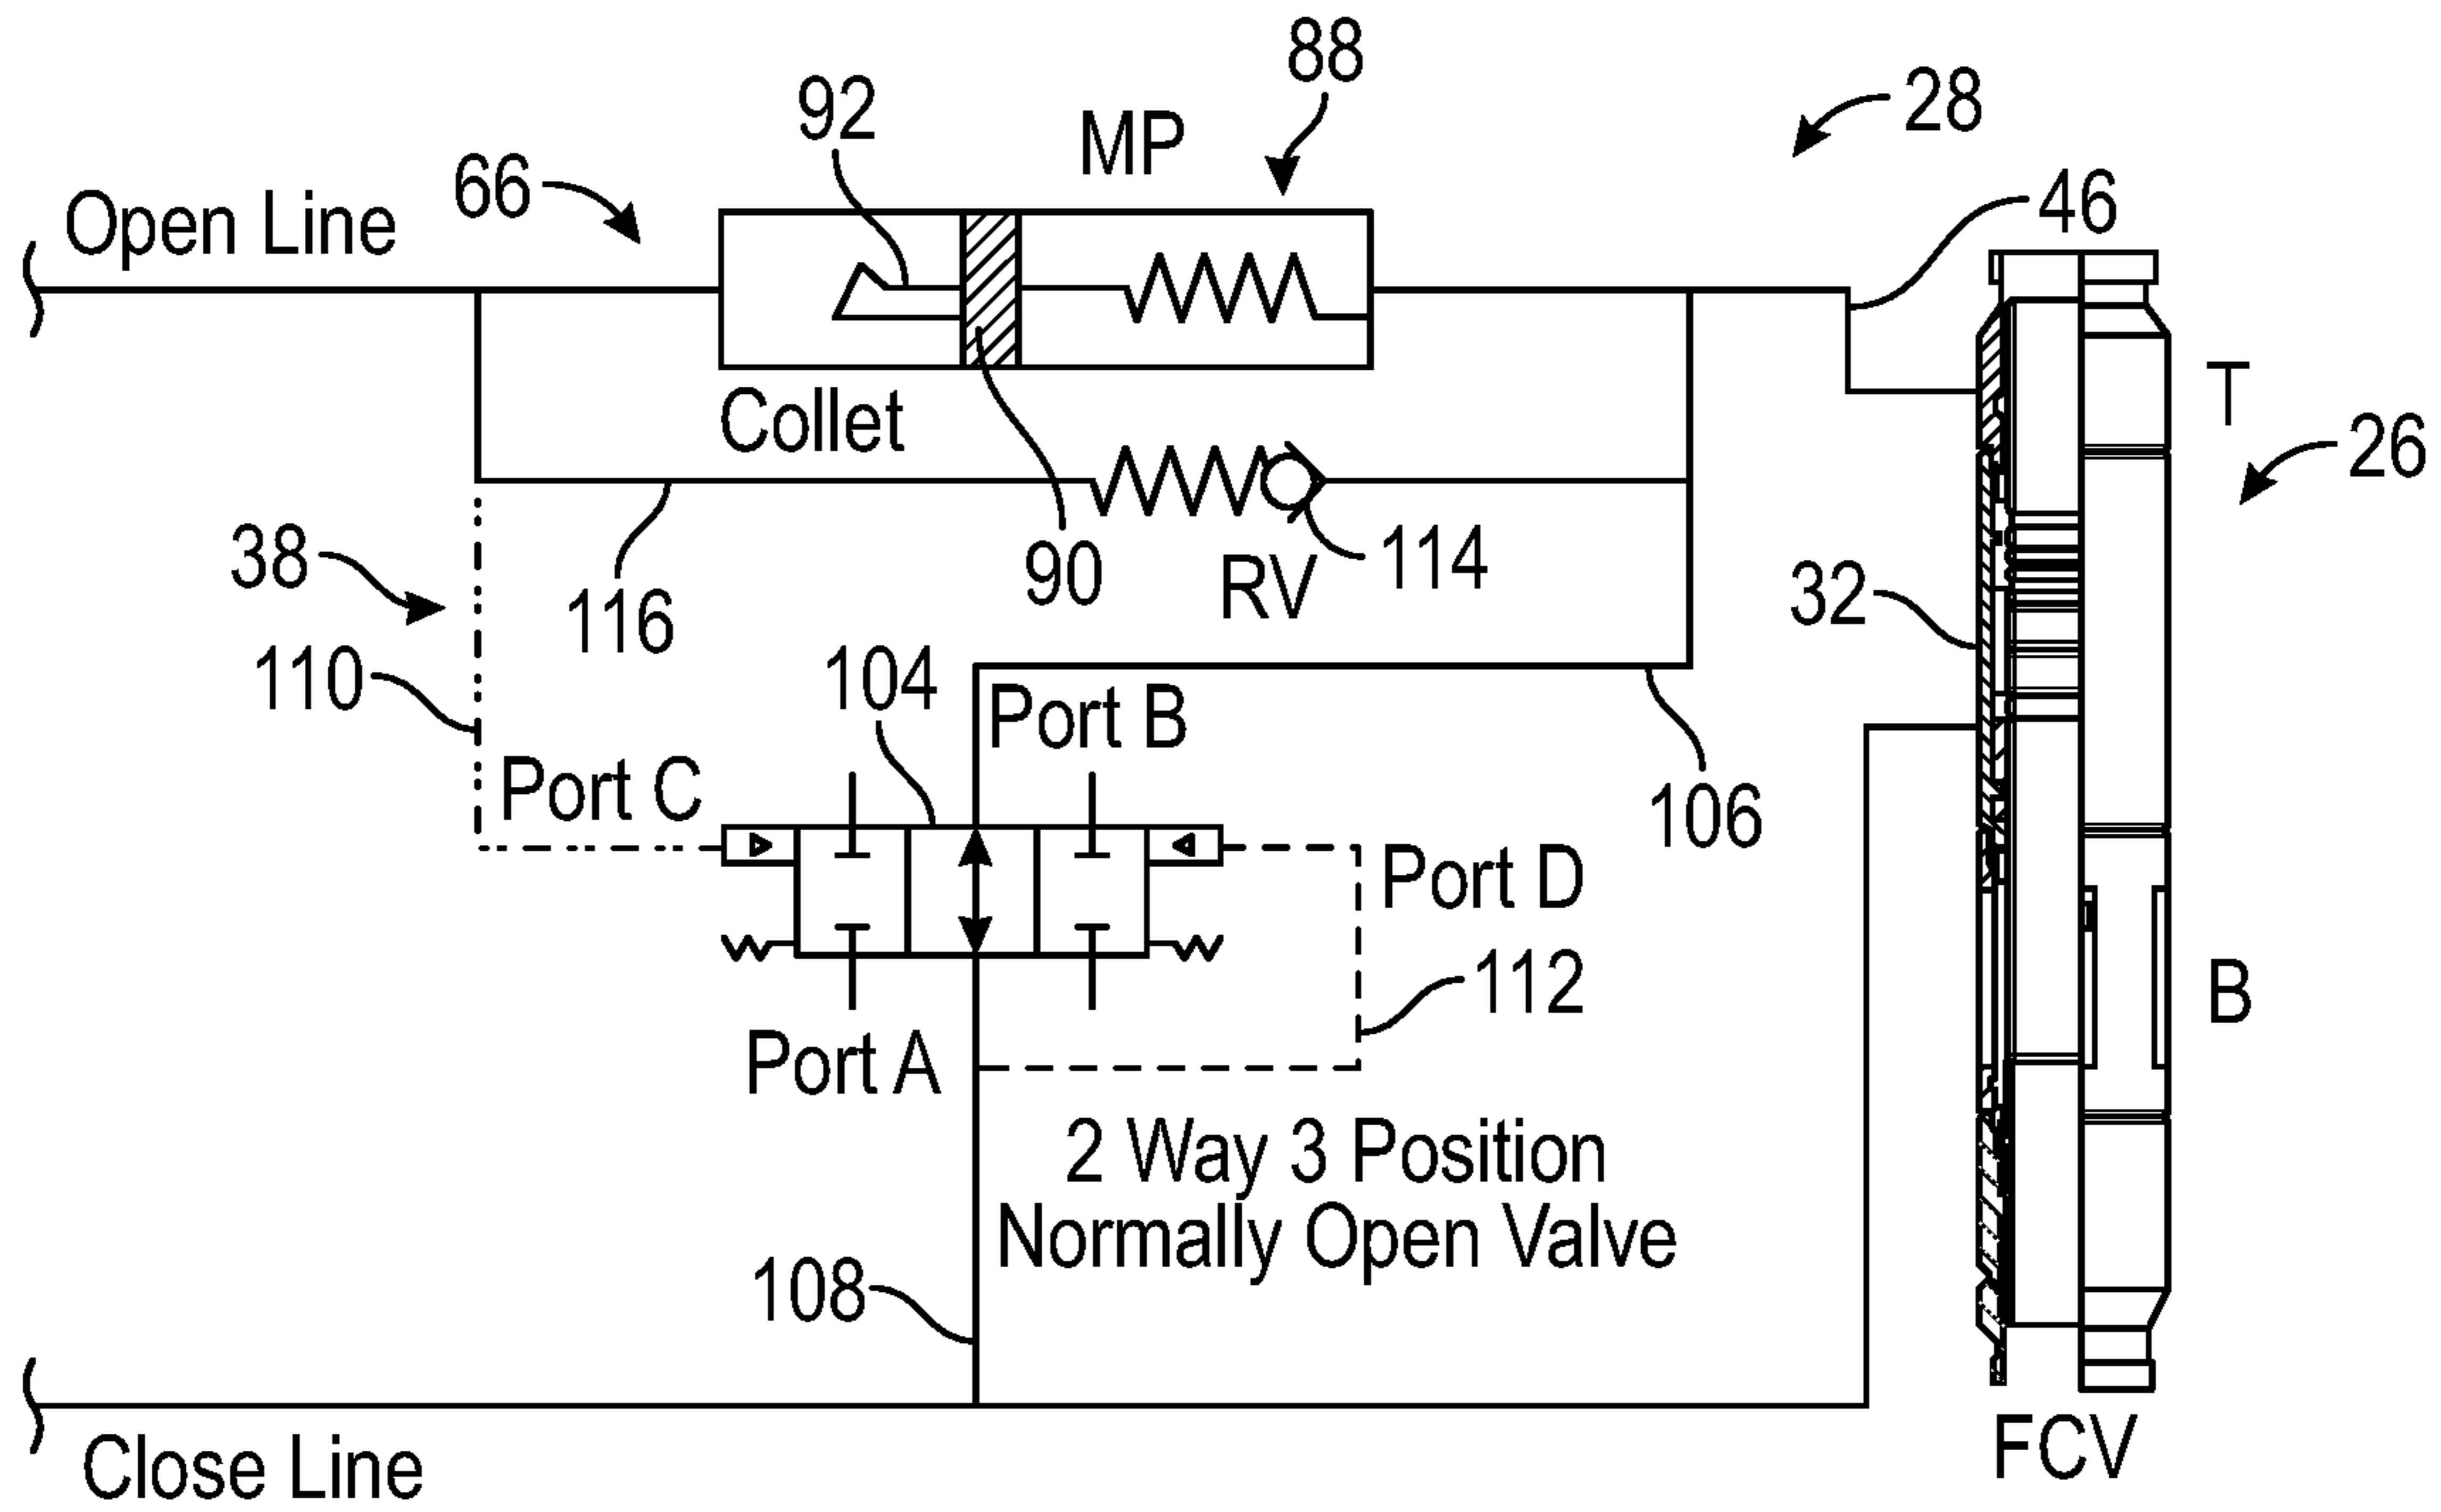 88
28
92
MP
66
46
Open Line
T
Collet
26
38
90
RV
114
116
32
110
104
Port B
Port C
106
Port D
112
B
Port A
2 Way 3 Position
Normally Open Valve
108
FCV
Close Line